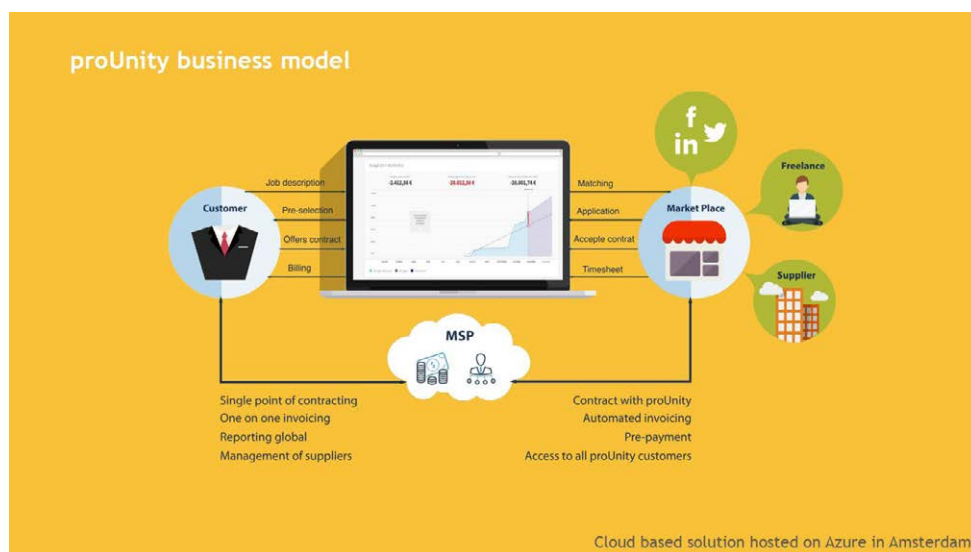 proUnity business model
f
in
Freelance
Job description
Pre-selection
Offers contract
Billing
Customer
Matching
Application
Acceple contrat
Timesheet
Market Place
Supplier
MSP
Single point of contracting
One on one invoicing
Reporting global
Management of suppliers
Contract with proUnity
Automated invoicing
Pre-payment
Access to all proUnity customers
Cloud based solution hosted on Azure in Amsterdam